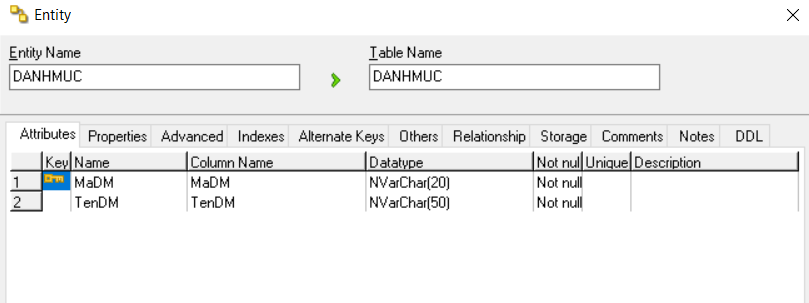 Entity
Entity Name Table Name
DANHMUC DANHMUC
Attributes Properties Advanced Indexes Alternate Keys Others Relationship Storage Comments Notes DDL
Key Name Column Name Datatype Not nul Unique Description
1 MaDM MaDM NVarChar(20) Not null
2 TenDM TenDM NVarChar(50) Not null